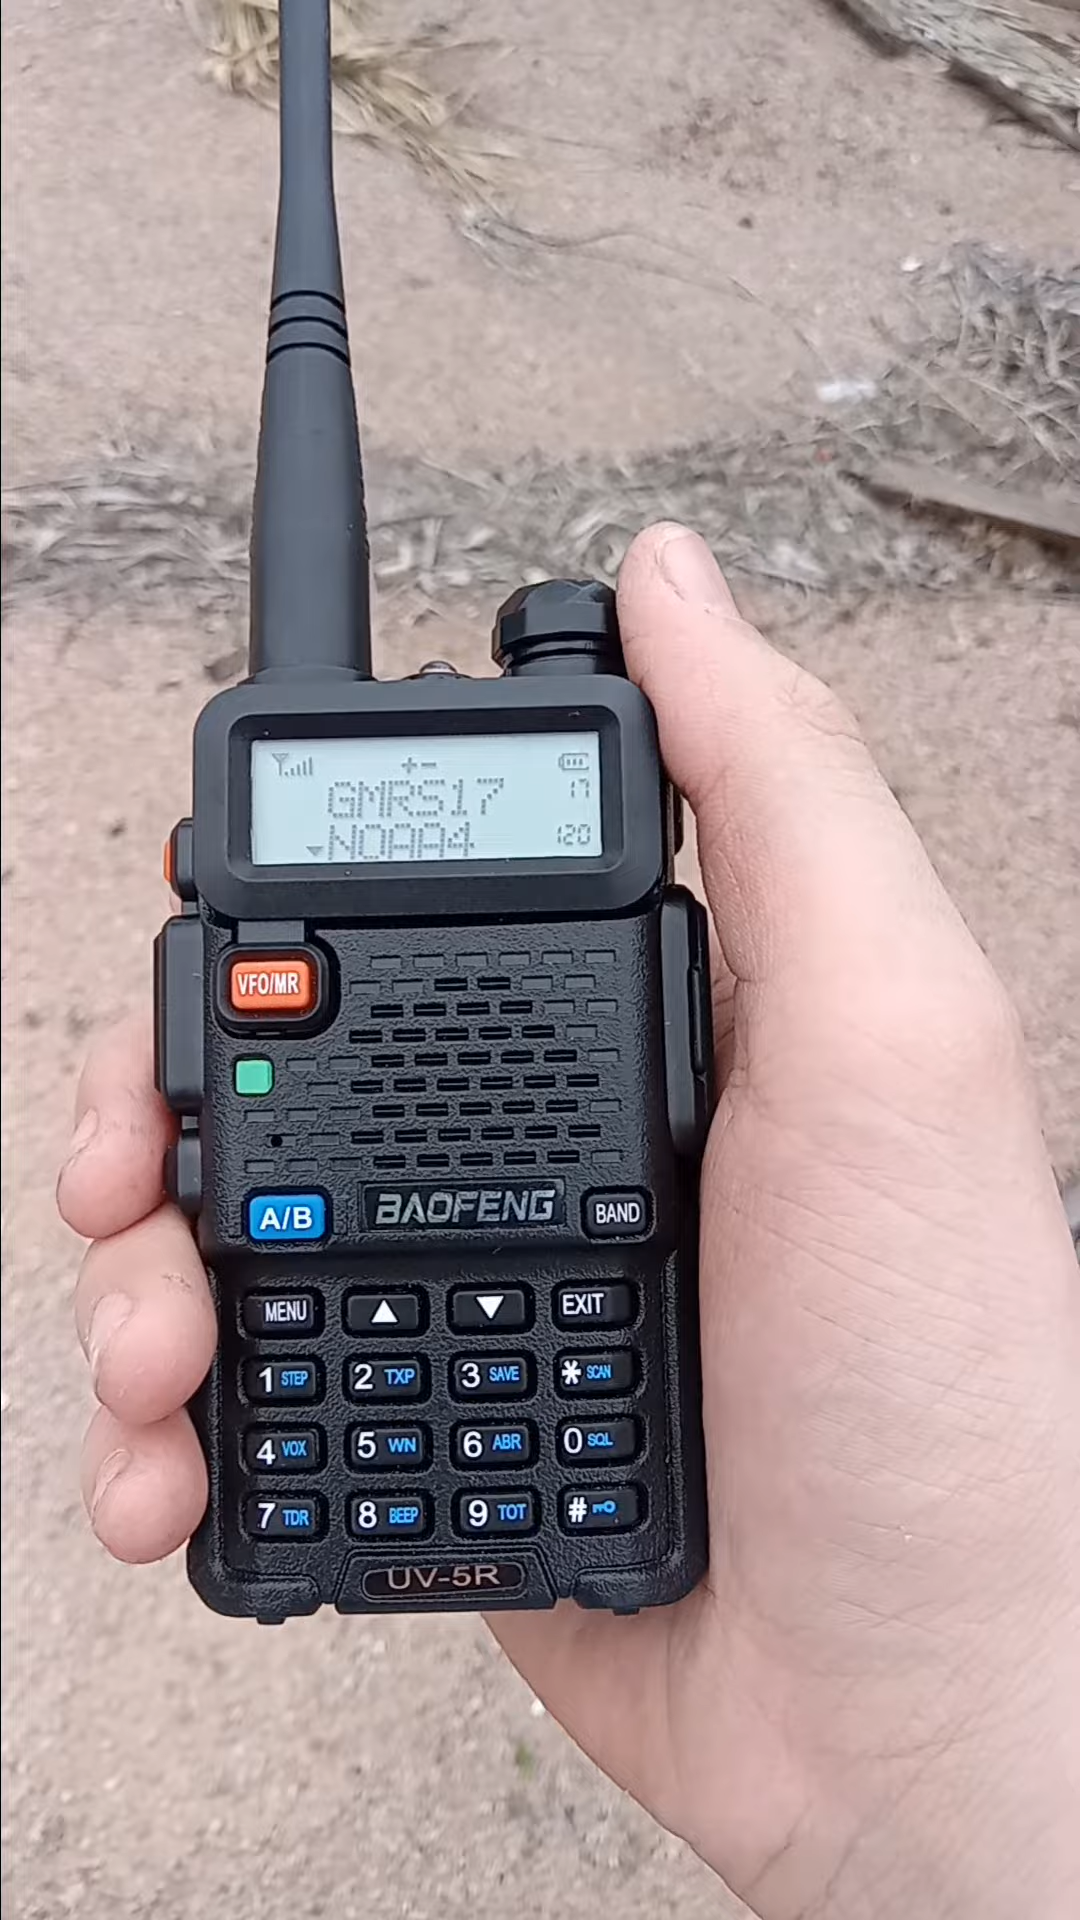 +-
GMRS17 17
NOAA4 120
VFO/MR
A/B BAOFENG BAND
MENU ▲ ▼ EXIT
1 STEP 2 TXP 3 SAVE * SCAN
4 VOX 5 WN 6 ABR 0 SQL
7 TDR 8 BEEP 9 TOT #
UV-5R